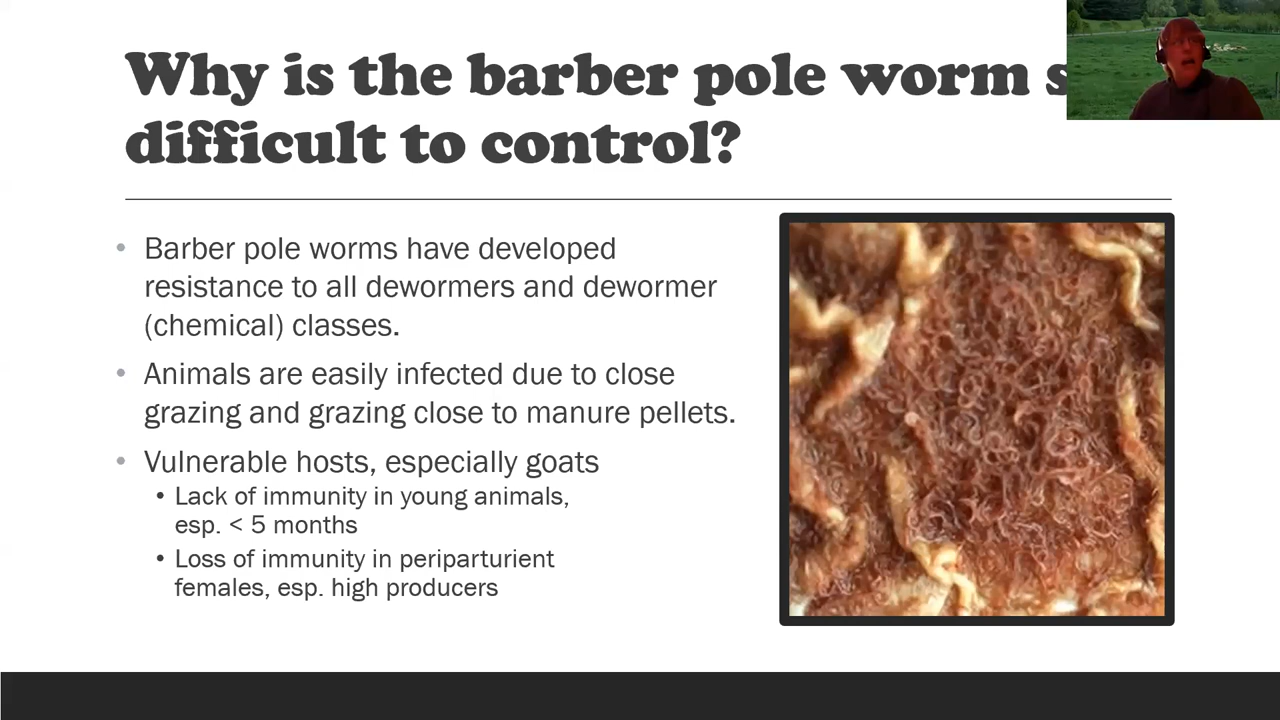 Why is the barber pole worm s
difficult to control?
• Barber pole worms have developed
resistance to all dewormers and dewormer
(chemical) classes.
• Animals are easily infected due to close
grazing and grazing close to manure pellets.
• Vulnerable hosts, especially goats
• Lack of immunity in young animals,
esp. < 5 months
• Loss of immunity in periparturient
females, esp. high producers